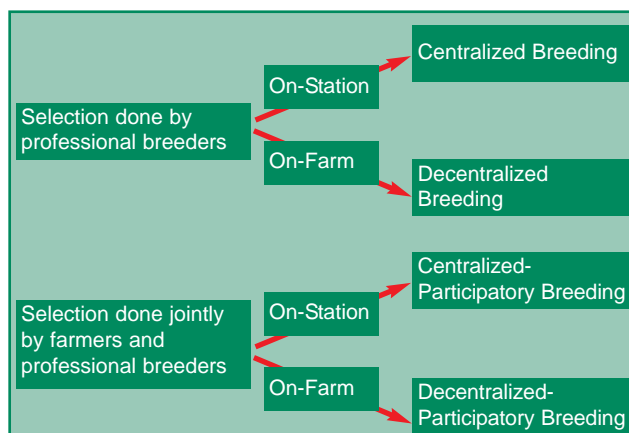 Centralized Breeding
On-Station
Selection done by
professional breeders
On-Farm
Decentralized
Breeding
Centralized-
Participatory Breeding
On-Station
Selection done jointly
by farmers and
professional breeders
On-Farm
Decentralized-
Participatory Breeding